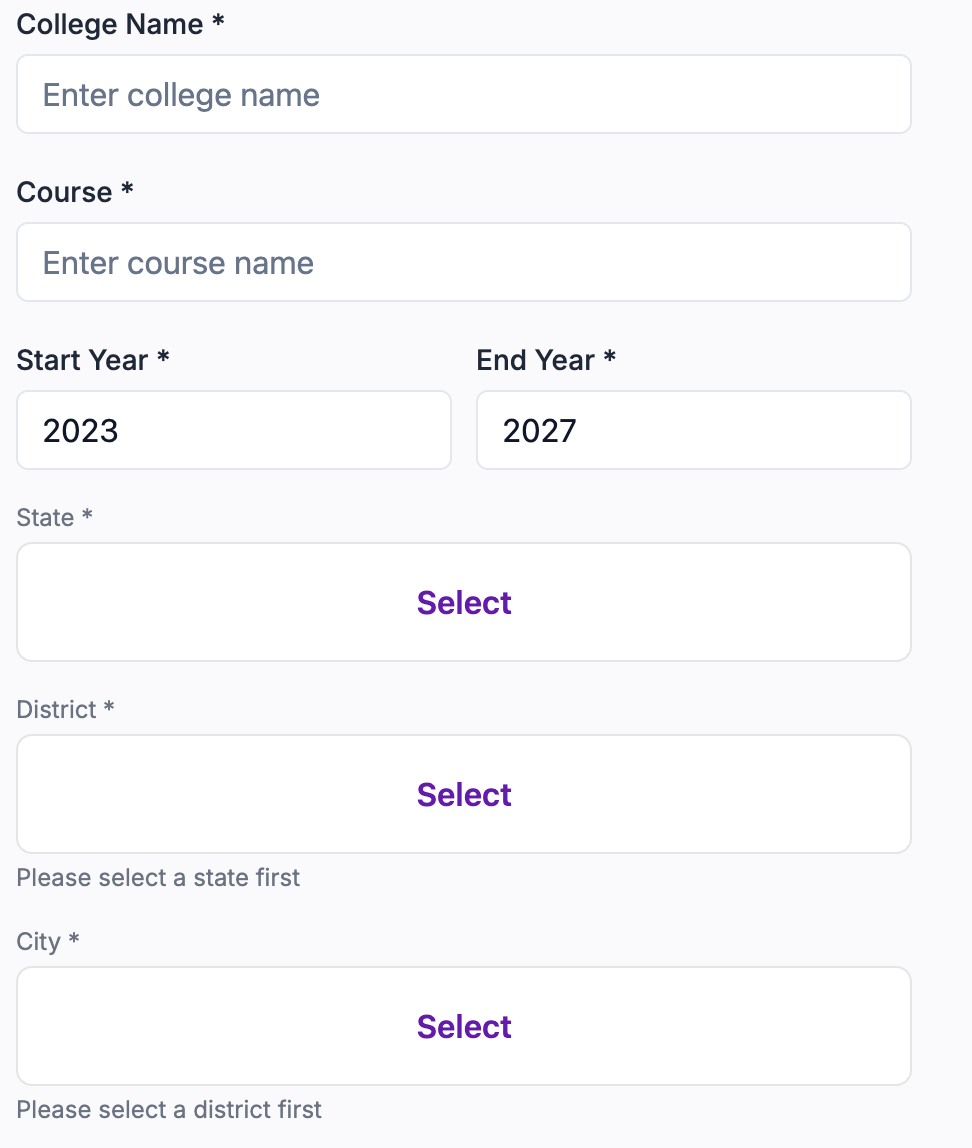 College Name *
Enter college name
Course *
Enter course name
Start Year * End Year *
2023 2027
State *
Select
District *
Select
Please select a state first
City *
Select
Please select a district first